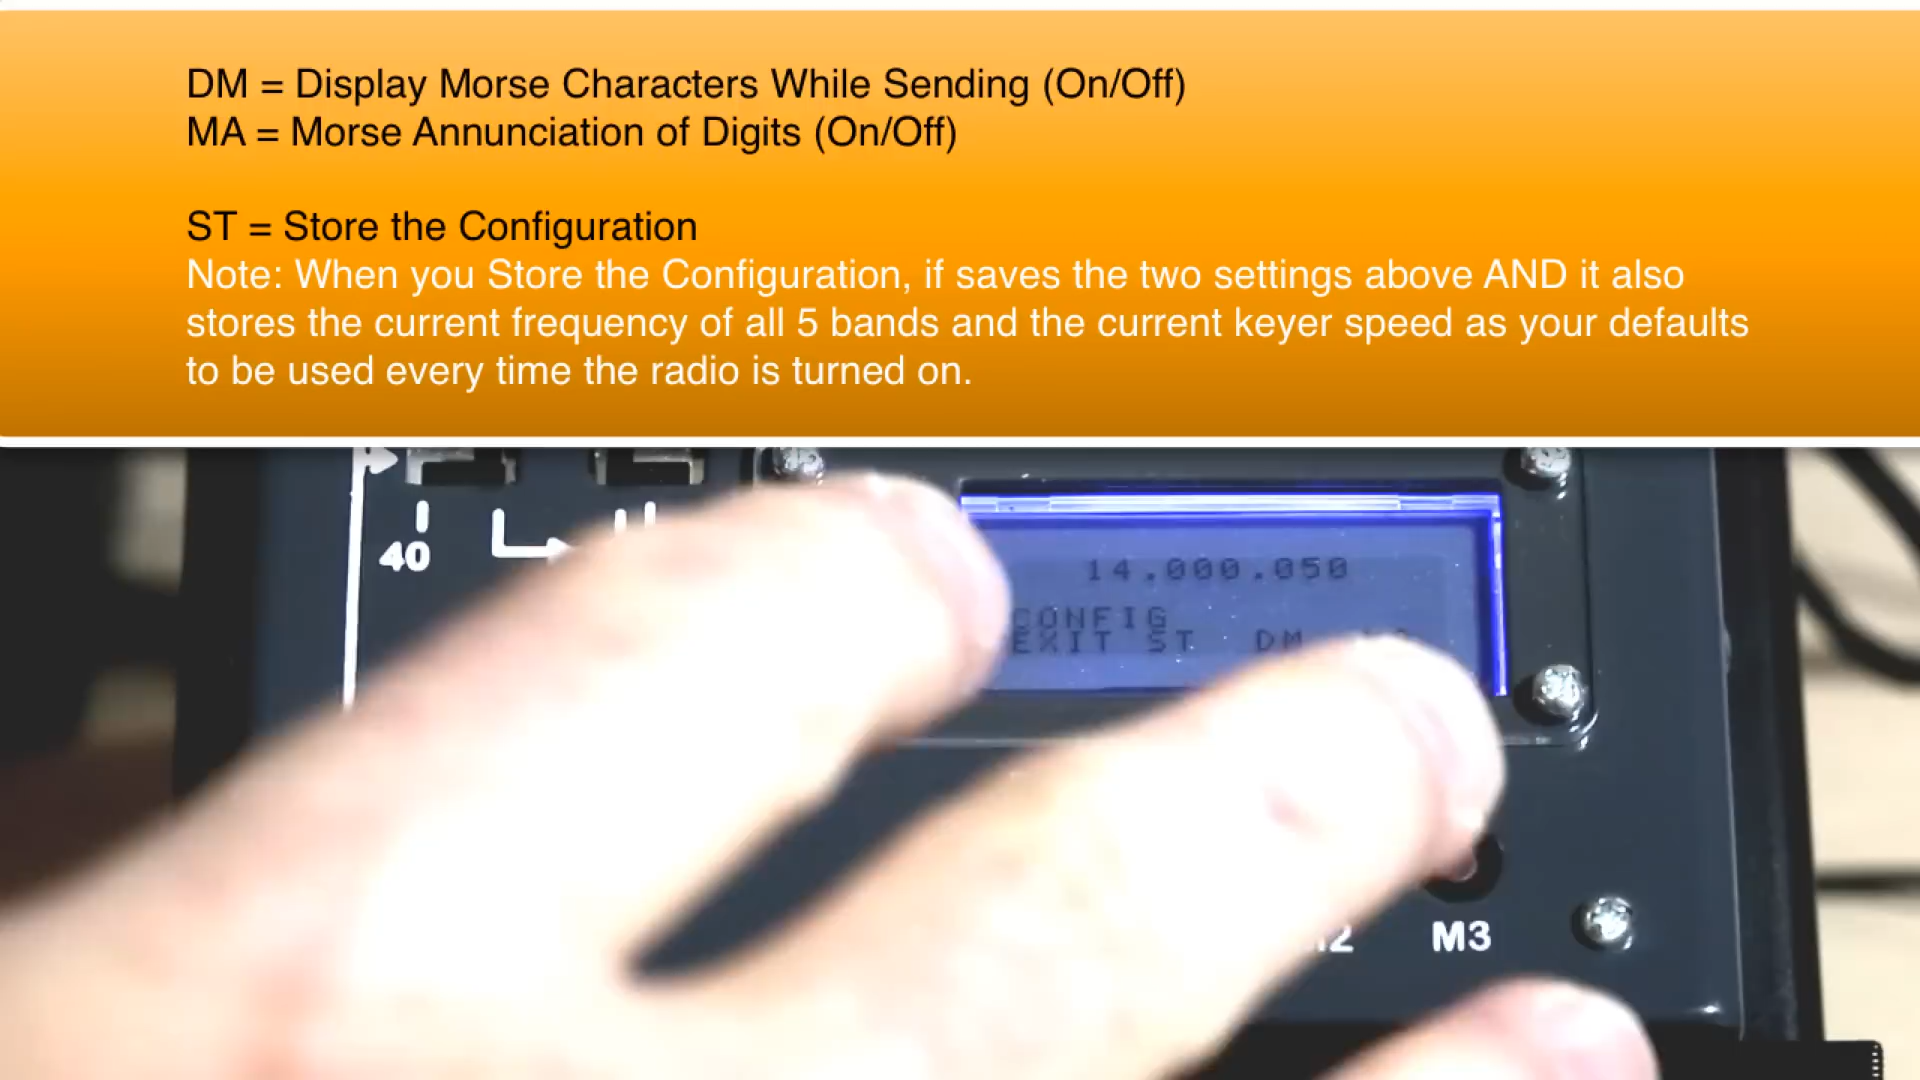 DM = Display Morse Characters While Sending (On/Off)
MA = Morse Annunciation of Digits (On/Off)
ST = Store the Configuration
Note: When you Store the Configuration, if saves the two settings above AND it also
stores the current frequency of all 5 bands and the current keyer speed as your defaults
to be used every time the radio is turned on.
40
14.000.050
CONFIG
EXIT ST DM
M3